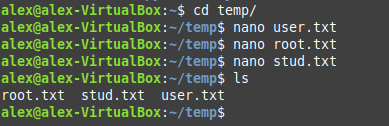 alex@alex-VirtualBox:~$ cd temp/
alex@alex-VirtualBox:~/temp$ nano user.txt
alex@alex-VirtualBox:~/temp$ nano root.txt
alex@alex-VirtualBox:~/temp$ nano stud.txt
alex@alex-VirtualBox:~/temp$ ls
root.txt  stud.txt  user.txt
alex@alex-VirtualBox:~/temp$